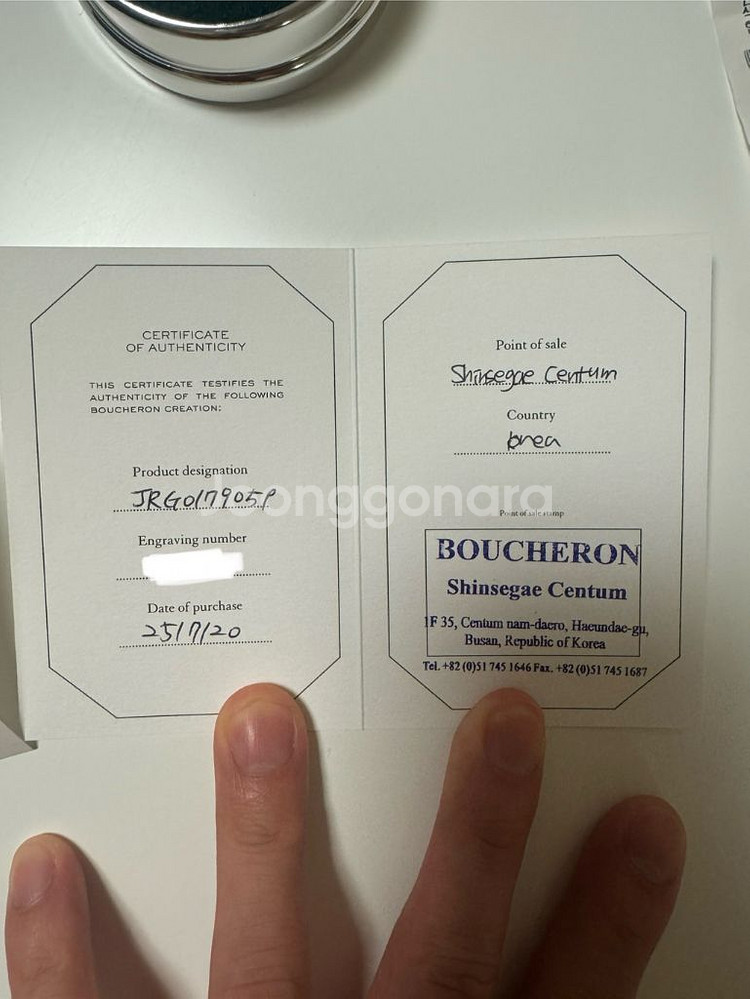 CERTIFICATE
OF AUTHENTICITY
THIS CERTIFICATE TESTIFIES THE
AUTHENTICITY OF THE FOLLOWING
BOUCHERON CREATION:
Product designation
JRG017905P
Engraving number
Date of purchase
25/7/20
Point of sale
Shinsegae Centum
Country
Korea
Joonggonara
Point of sale stamp
BOUCHERON
Shinsegae Centum
1F 35, Centum nam-daero, Haeundae-gu,
Busan, Republic of Korea
Tel. +82 (0)51 745 1646 Fax. +82 (0)51 745 1687